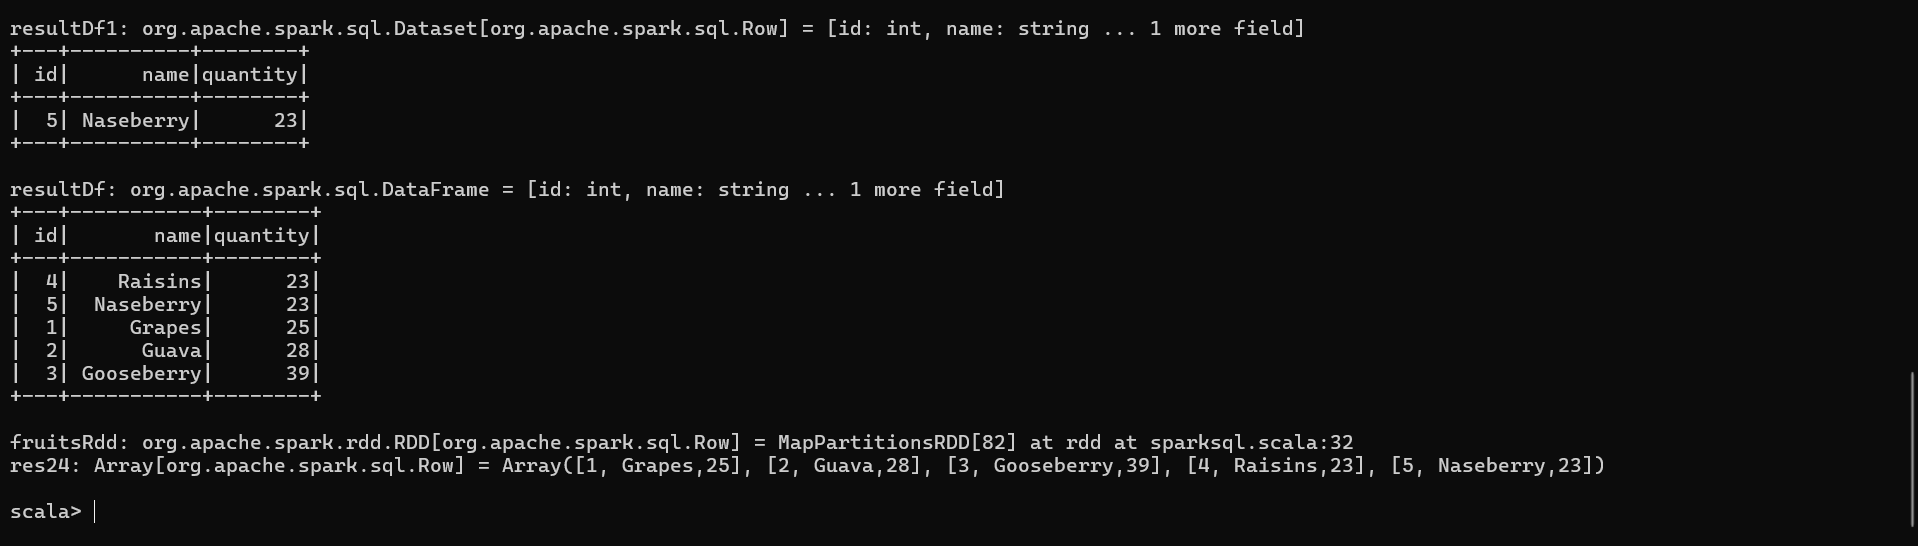 resultDf1: org.apache.spark.sql.Dataset[org.apache.spark.sql.Row] = [id: int, name: string ... 1 more field]
+---+----------+--------+
| id|      name|quantity|
+---+----------+--------+
|  5| Naseberry|      23|
+---+----------+--------+
resultDf: org.apache.spark.sql.DataFrame = [id: int, name: string ... 1 more field]
+---+-----------+--------+
| id|       name|quantity|
+---+-----------+--------+
|  4|    Raisins|      23|
|  5|  Naseberry|      23|
|  1|     Grapes|      25|
|  2|      Guava|      28|
|  3| Gooseberry|      39|
+---+-----------+--------+
fruitsRdd: org.apache.spark.rdd.RDD[org.apache.spark.sql.Row] = MapPartitionsRDD[82] at rdd at sparksql.scala:32
res24: Array[org.apache.spark.sql.Row] = Array([1, Grapes,25], [2, Guava,28], [3, Gooseberry,39], [4, Raisins,23], [5, Naseberry,23])
scala>